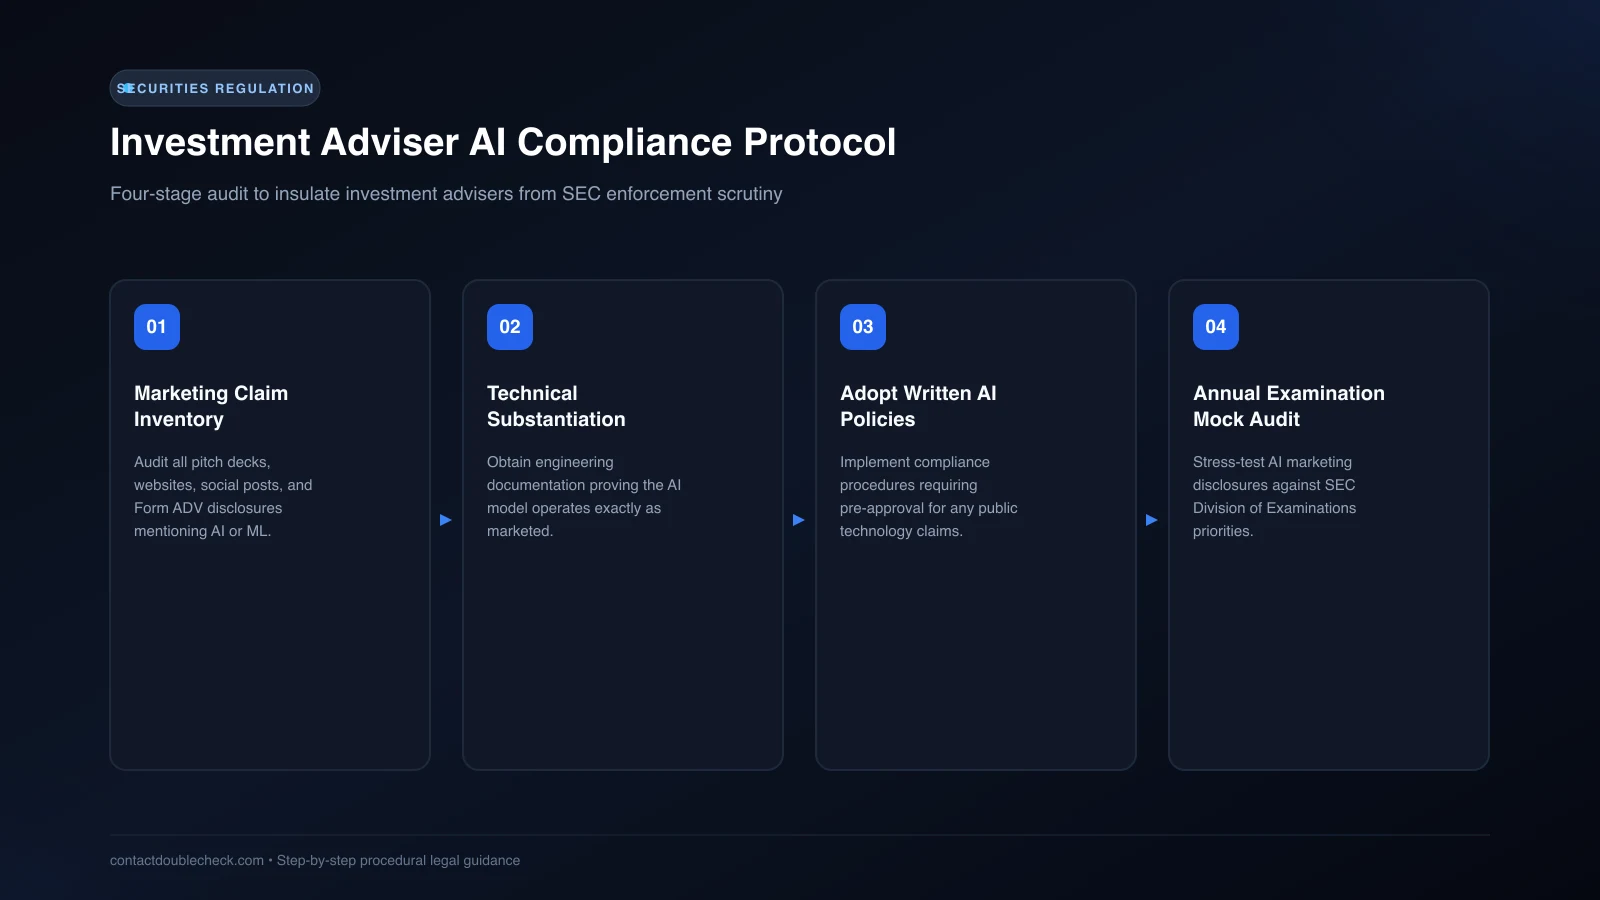 SECURITIES REGULATION
Investment Adviser AI Compliance Protocol
Four-stage audit to insulate investment advisers from SEC enforcement scrutiny
01
Marketing Claim
Inventory
Audit all pitch decks,
websites, social posts, and
Form ADV disclosures
mentioning AI or ML.
02
Technical
Substantiation
Obtain engineering
documentation proving the AI
model operates exactly as
marketed.
03
Adopt Written AI
Policies
Implement compliance
procedures requiring
pre-approval for any public
technology claims.
04
Annual Examination
Mock Audit
Stress-test AI marketing
disclosures against SEC
Division of Examinations
priorities.
contactdoublecheck.com • Step-by-step procedural legal guidance